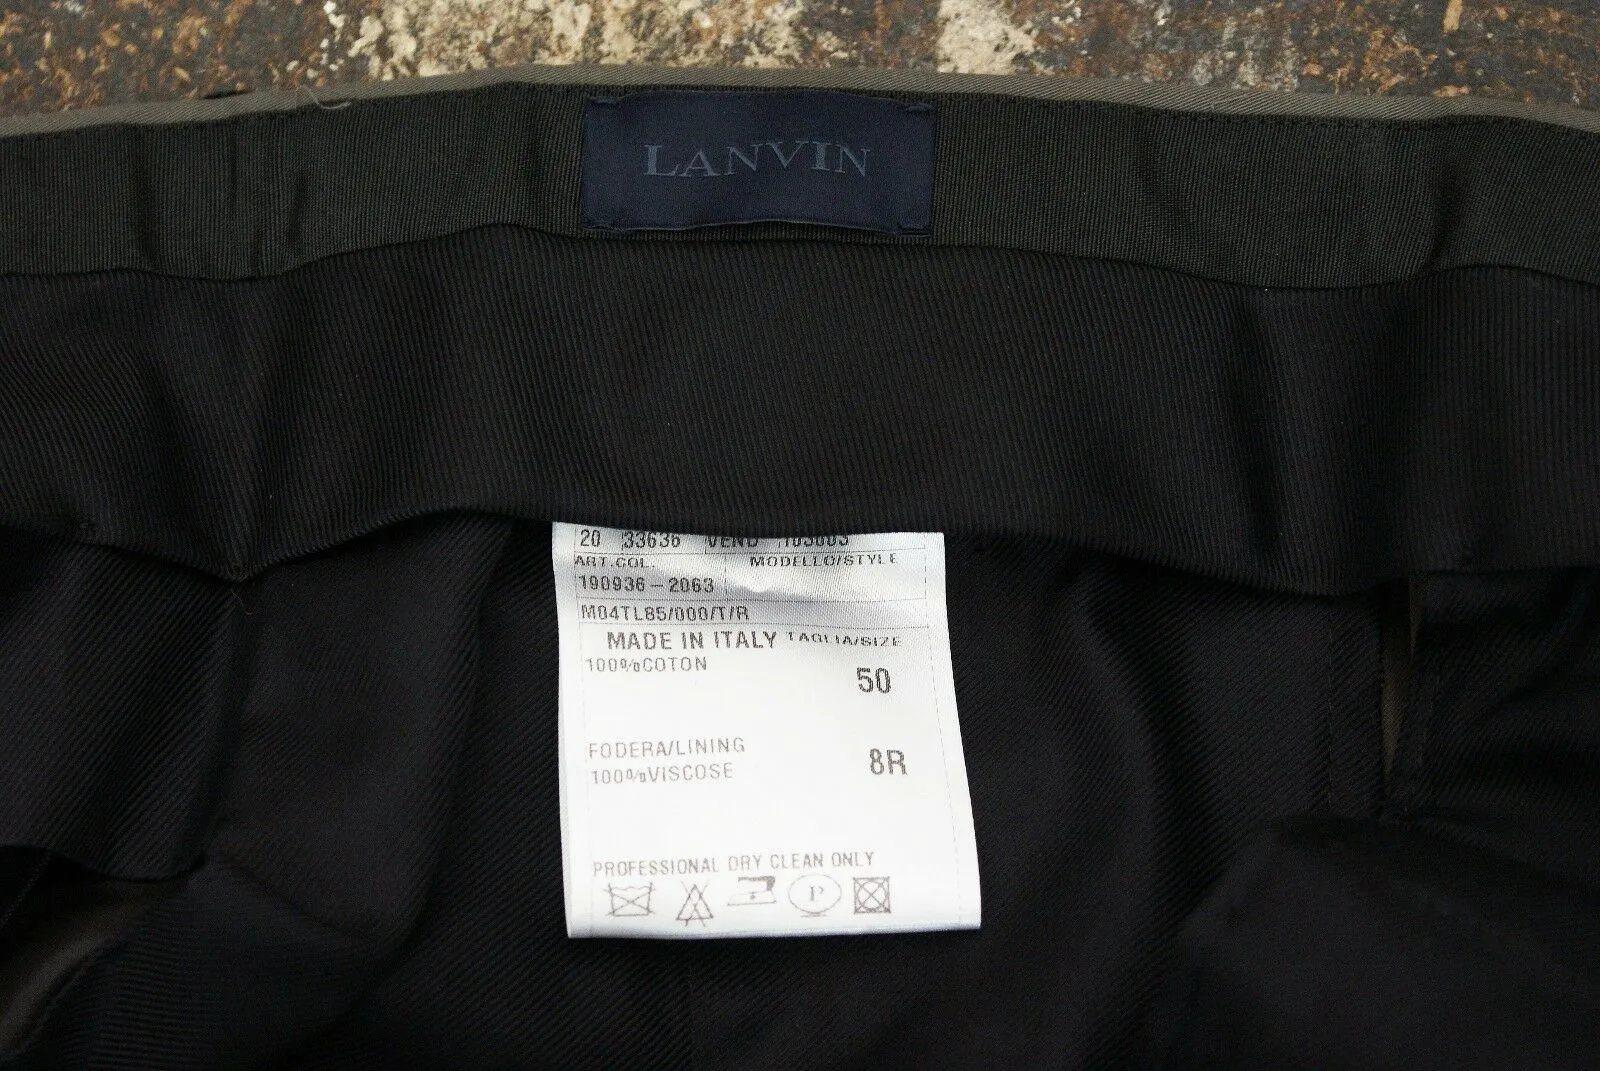 LANVIN
20 33636 VEND 103603
ART.COL. MODELLO/STYLE
190936-2063
M04TL85/000/T/R
MADE IN ITALY TAGLIA/SIZE
100%COTON
50
FODERA/LINING
100%VISCOSE
8R
PROFESSIONAL DRY CLEAN ONLY
P